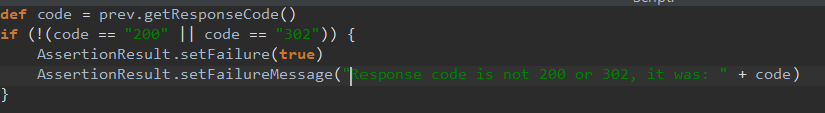 def code = prev.getResponseCode()
if (!(code == "200" || code == "302")) {
    AssertionResult.setFailure(true)
    AssertionResult.setFailureMessage("Response code is not 200 or 302, it was: " + code)
}